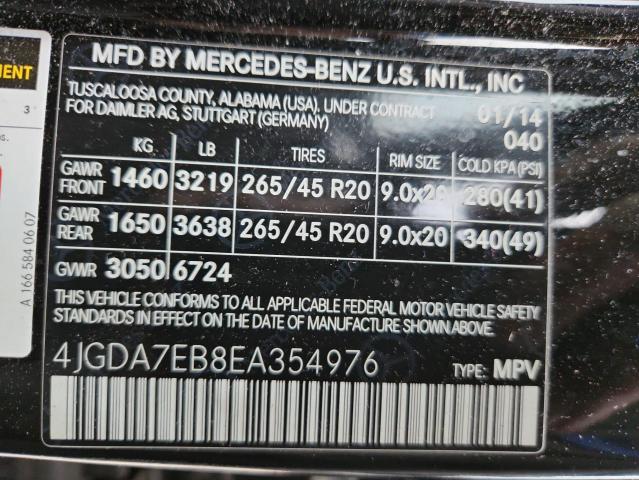 MFD BY MERCEDES-BENZ U.S. INTL., INC
TUSCALOOSA COUNTY, ALABAMA (USA). UNDER CONTRACT 01/14
FOR DAIMLER AG, STUTTGART (GERMANY) 040
KG LB TIRES RIM SIZE COLD KPA (PSI)
GAWR FRONT 1460 3219 265/45 R20 9.0x20 280(41)
GAWR REAR 1650 3638 265/45 R20 9.0x20 340(49)
GWR 3050 6724
THIS VEHICLE CONFORMS TO ALL APPLICABLE FEDERAL MOTOR VEHICLE SAFETY
STANDARDS IN EFFECT ON THE DATE OF MANUFACTURE SHOWN ABOVE.
4JGDA7EB8EA354976 TYPE: MPV
3
A 166 584 06 07